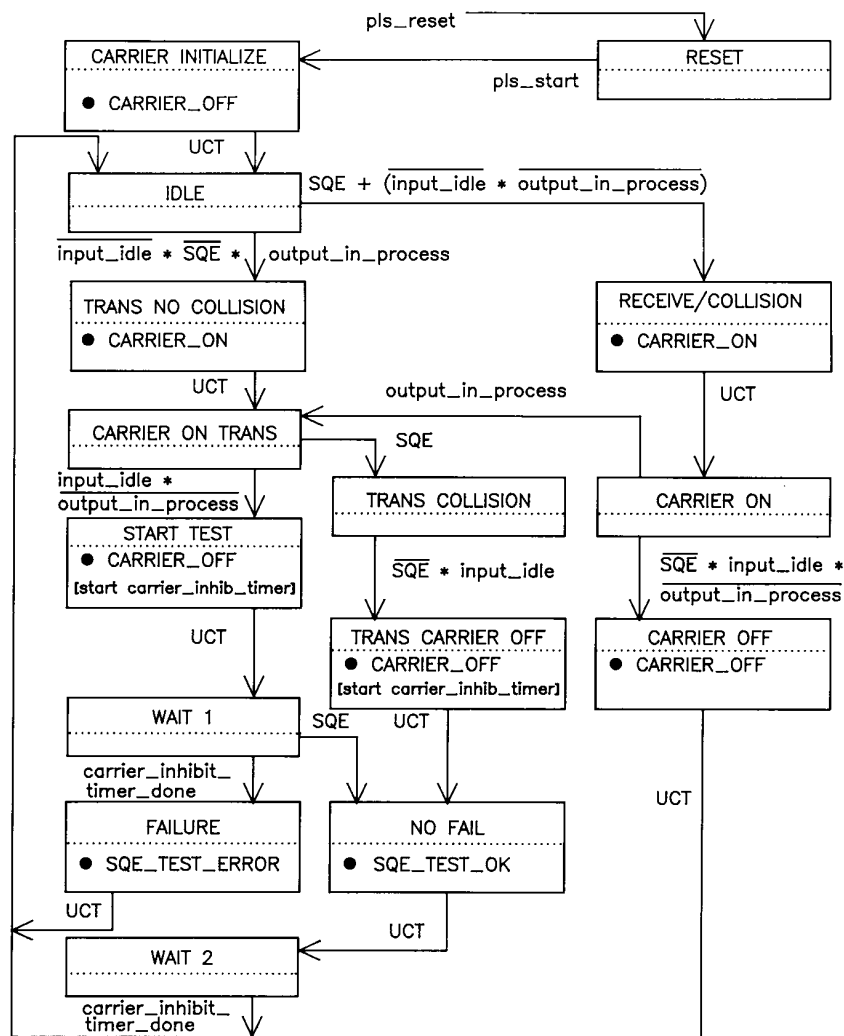 pls_reset
CARRIER INITIALIZE
● CARRIER_OFF
RESET
pls_start
UCT
IDLE
SQE + (input_idle * output_in_process)
input_idle * SQE * output_in_process
TRANS NO COLLISION
● CARRIER_ON
RECEIVE/COLLISION
● CARRIER_ON
UCT
output_in_process
UCT
CARRIER ON TRANS
SQE
input_idle *
output_in_process
TRANS COLLISION
CARRIER ON
START TEST
● CARRIER_OFF
[start carrier_inhib_timer]
SQE * input_idle
SQE * input_idle *
output_in_process
UCT
TRANS CARRIER OFF
● CARRIER_OFF
[start carrier_inhib_timer]
CARRIER OFF
● CARRIER_OFF
WAIT 1
SQE
UCT
carrier_inhibit_
timer_done
UCT
FAILURE
● SQE_TEST_ERROR
NO FAIL
● SQE_TEST_OK
UCT
UCT
WAIT 2
carrier_inhibit_
timer_done